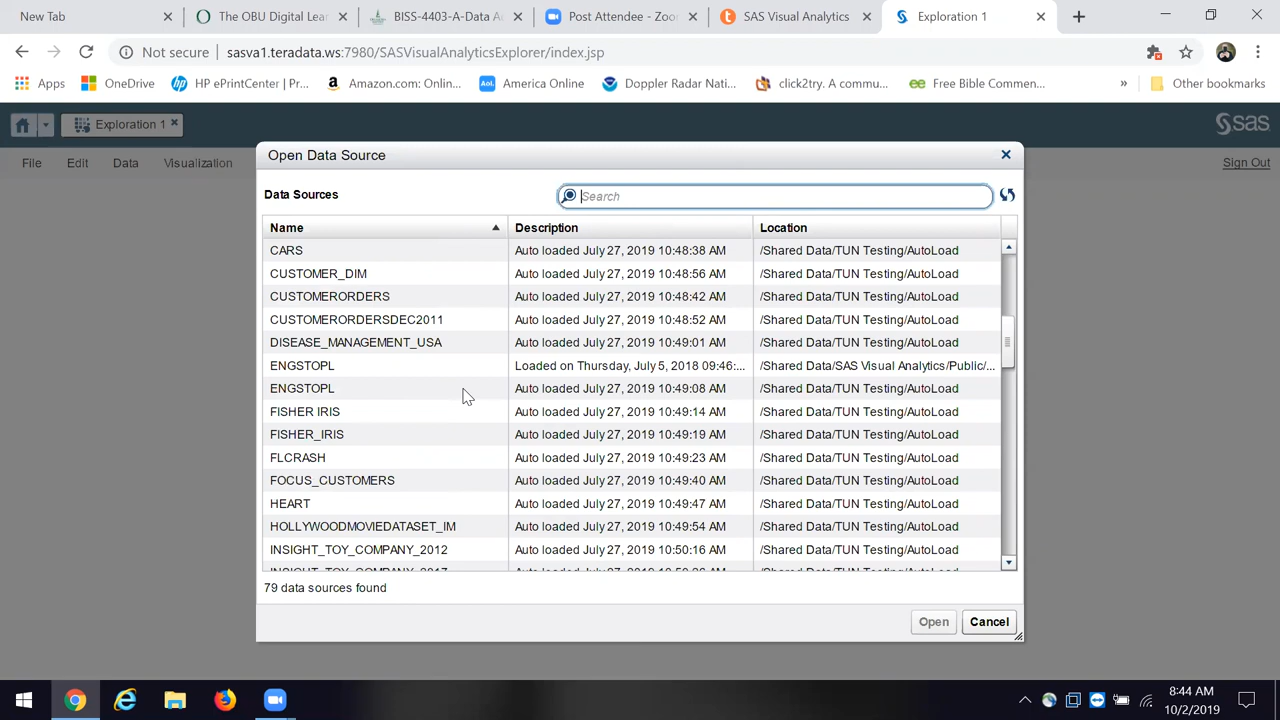 New Tab
The OBU Digital Lear
BISS-4403-A-Data A
Post Attendee - Zoor
SAS Visual Analytics
Exploration 1
Not secure
sasva1.teradata.ws:7980/SASVisualAnalyticsExplorer/index.jsp
Apps
OneDrive
HP ePrintCenter | Pr...
Amazon.com: Onlin...
America Online
Doppler Radar Natio...
click2try. A commu...
Free Bible Commen...
»
Other bookmarks
Exploration 1
sas
File Edit Data Visualization
Sign Out
Open Data Source
Data Sources
Search
Name Description Location
CARS Auto loaded July 27, 2019 10:48:38 AM /Shared Data/TUN Testing/AutoLoad
CUSTOMER_DIM Auto loaded July 27, 2019 10:48:56 AM /Shared Data/TUN Testing/AutoLoad
CUSTOMERORDERS Auto loaded July 27, 2019 10:48:42 AM /Shared Data/TUN Testing/AutoLoad
CUSTOMERORDERSDEC2011 Auto loaded July 27, 2019 10:48:52 AM /Shared Data/TUN Testing/AutoLoad
DISEASE_MANAGEMENT_USA Auto loaded July 27, 2019 10:49:01 AM /Shared Data/TUN Testing/AutoLoad
ENGSTOPL Loaded on Thursday, July 5, 2018 09:46:... /Shared Data/SAS Visual Analytics/Public/...
ENGSTOPL Auto loaded July 27, 2019 10:49:08 AM /Shared Data/TUN Testing/AutoLoad
FISHER IRIS Auto loaded July 27, 2019 10:49:14 AM /Shared Data/TUN Testing/AutoLoad
FISHER_IRIS Auto loaded July 27, 2019 10:49:19 AM /Shared Data/TUN Testing/AutoLoad
FLCRASH Auto loaded July 27, 2019 10:49:23 AM /Shared Data/TUN Testing/AutoLoad
FOCUS_CUSTOMERS Auto loaded July 27, 2019 10:49:40 AM /Shared Data/TUN Testing/AutoLoad
HEART Auto loaded July 27, 2019 10:49:47 AM /Shared Data/TUN Testing/AutoLoad
HOLLYWOODMOVIEDATASET_IM Auto loaded July 27, 2019 10:49:54 AM /Shared Data/TUN Testing/AutoLoad
INSIGHT_TOY_COMPANY_2012 Auto loaded July 27, 2019 10:50:16 AM /Shared Data/TUN Testing/AutoLoad
79 data sources found
Open Cancel
8:44 AM
10/2/2019